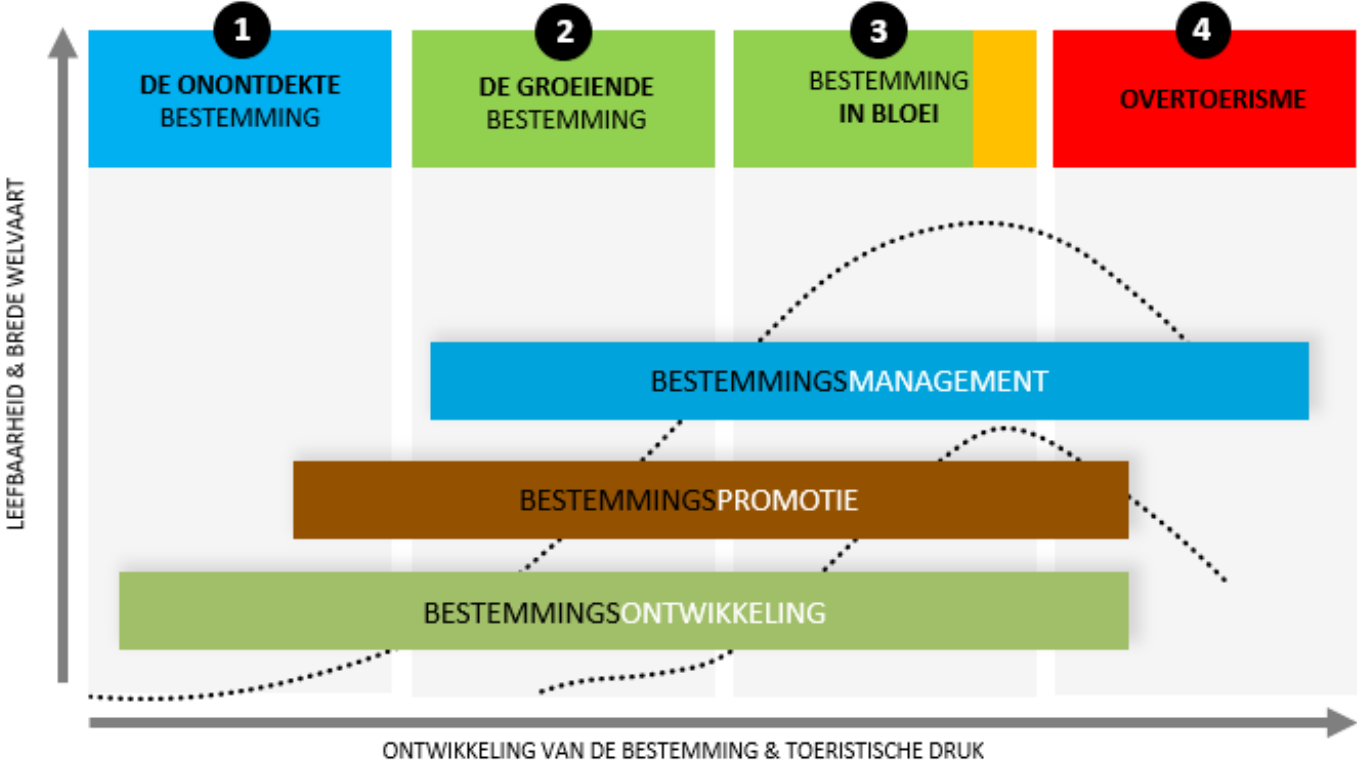 1
DE ONONTDEKTE
BESTEMMING
2
DE GROEIENDE
BESTEMMING
3
BESTEMMING
IN BLOEI
4
OVERTOERISME
LEEFBAARHEID & BREDE WELVAART
BESTEMMINGSMANAGEMENT
BESTEMMINGSPROMOTIE
BESTEMMINGSONTWIKKELING
ONTWIKKELING VAN DE BESTEMMING & TOERISTISCHE DRUK